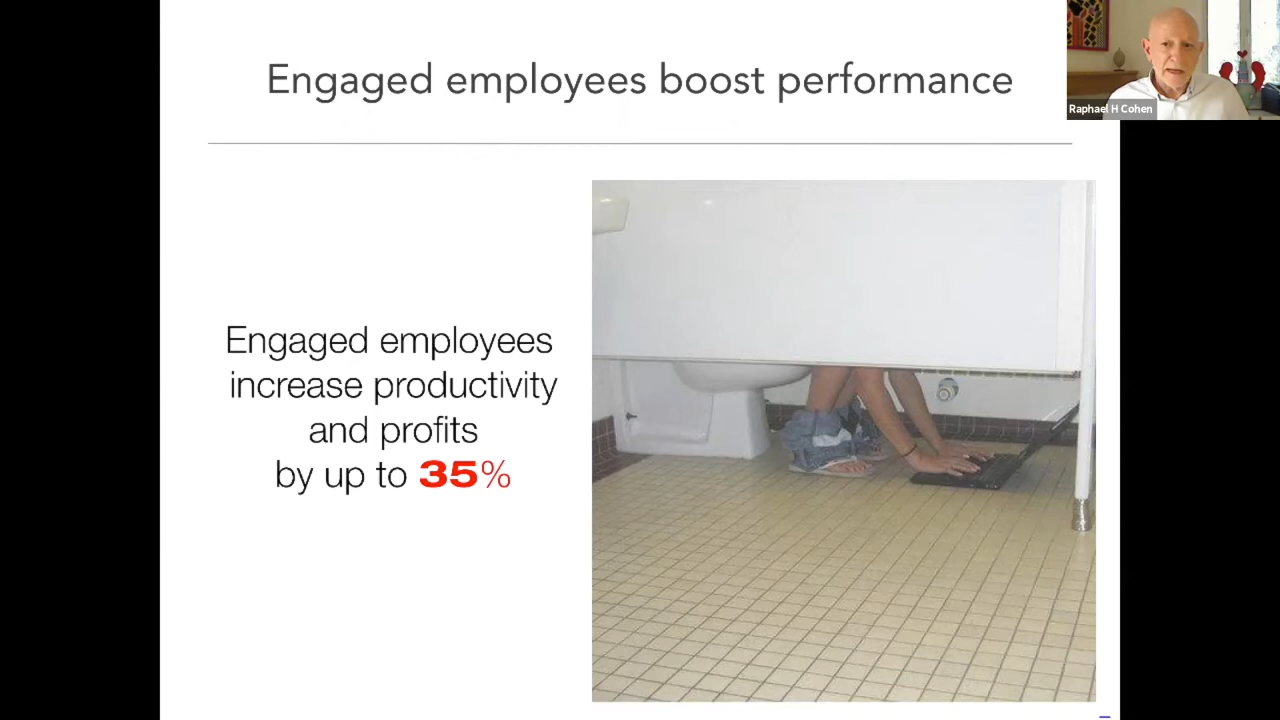 Engaged employees boost performance
Raphael H Cohen
Engaged employees
increase productivity
and profits
by up to 35%